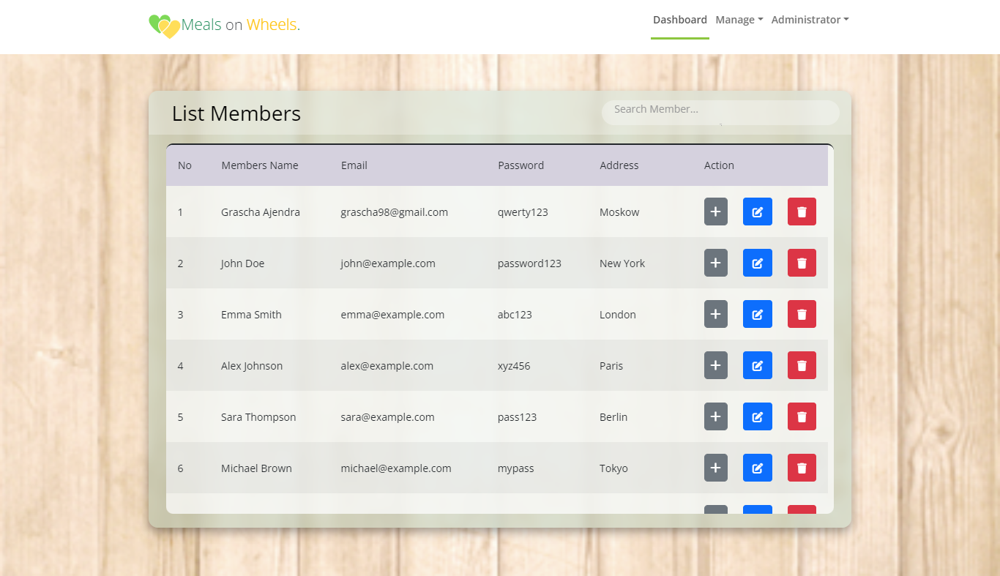 Meals on Wheels.
Dashboard Manage Administrator
List Members
Search Member...
No Members Name Email Password Address Action
1 Grascha Ajendra grascha98@gmail.com qwerty123 Moskow
2 John Doe john@example.com password123 New York
3 Emma Smith emma@example.com abc123 London
4 Alex Johnson alex@example.com xyz456 Paris
5 Sara Thompson sara@example.com pass123 Berlin
6 Michael Brown michael@example.com mypass Tokyo